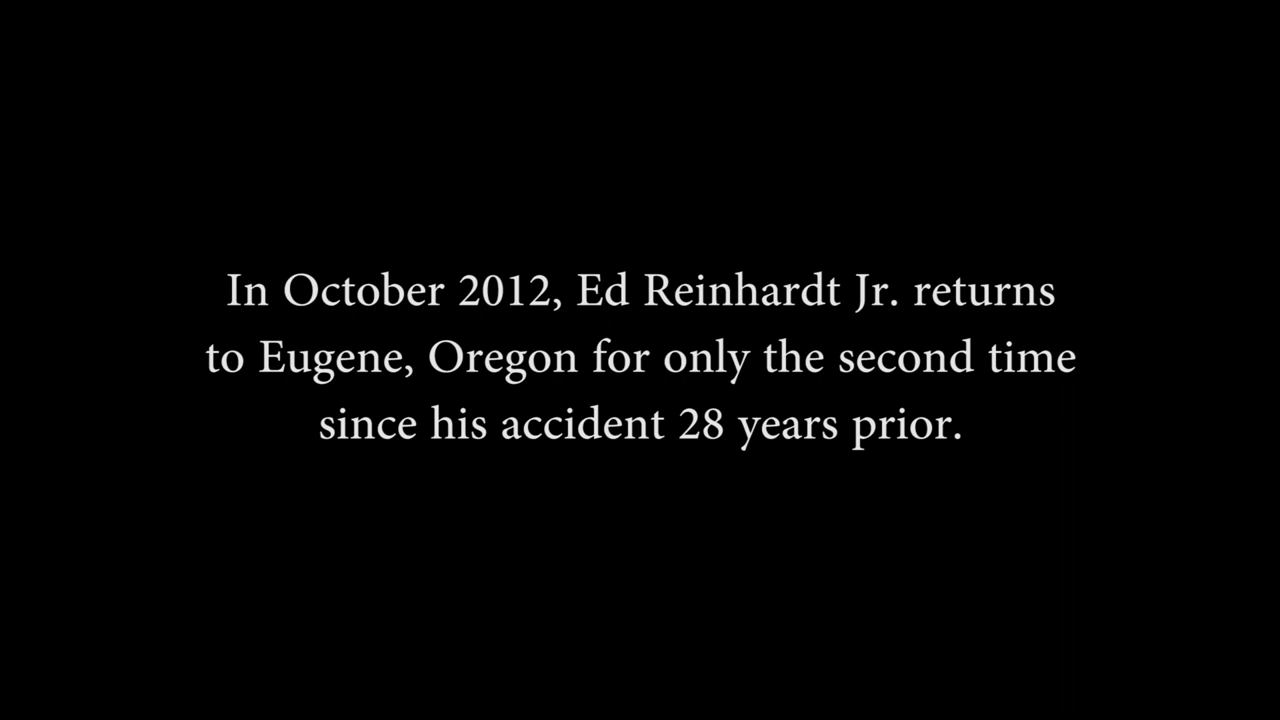 In October 2012, Ed Reinhardt Jr. returns
to Eugene, Oregon for only the second time
since his accident 28 years prior.